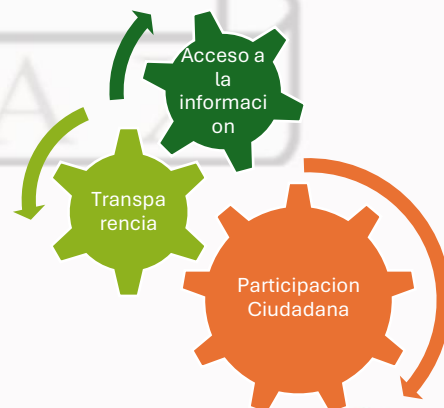 Acceso a
la
informaci
on
Transpa
rencia
Participacion
Ciudadana